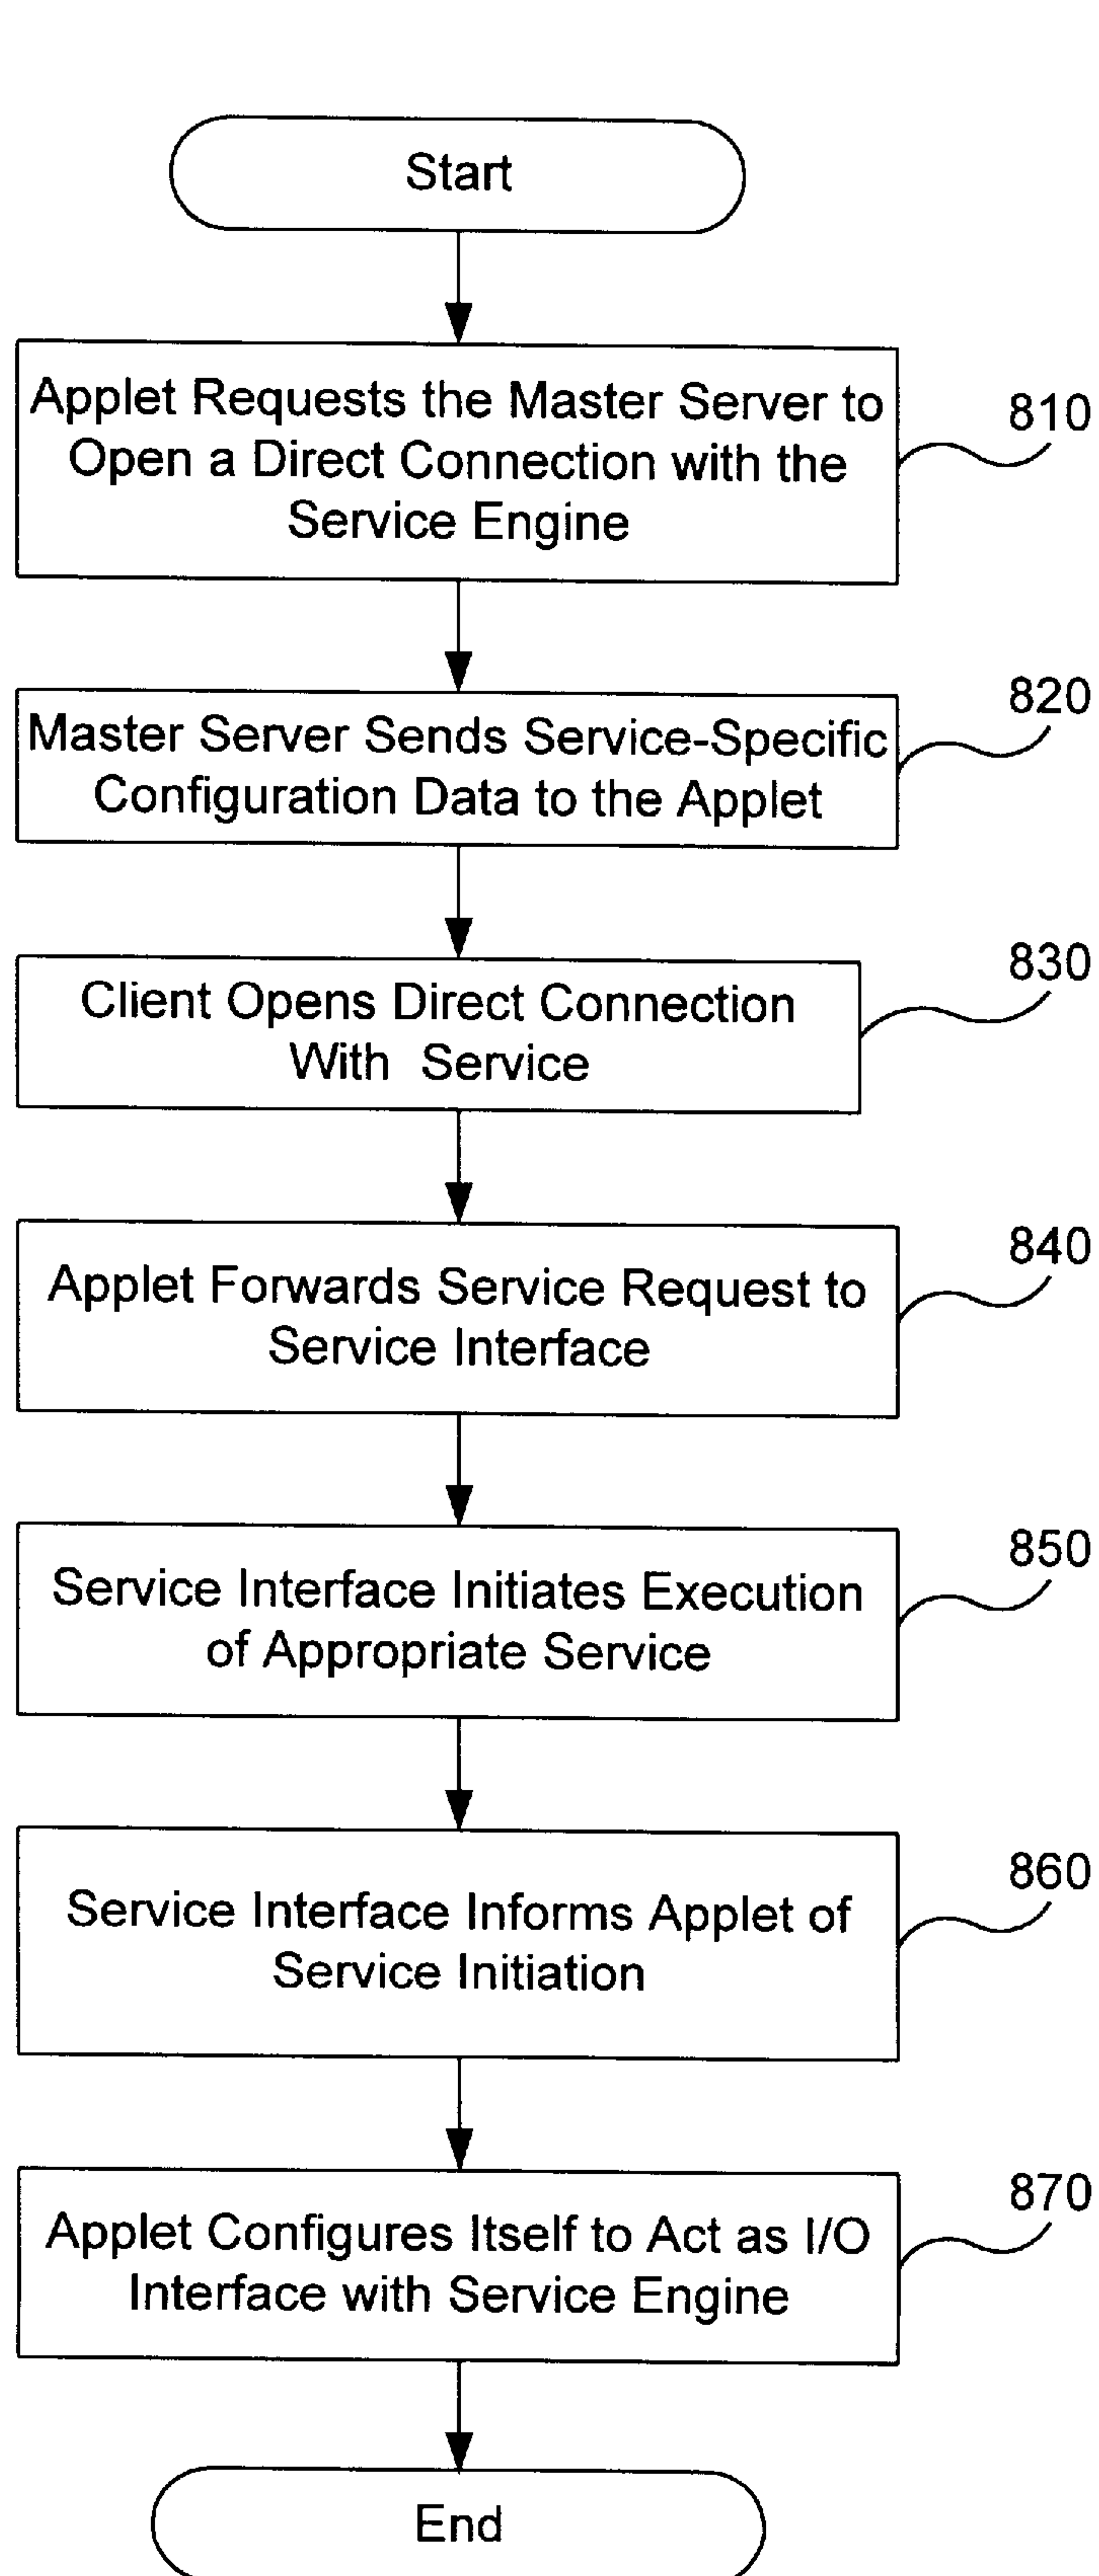 Start
Applet Requests the Master Server to
Open a Direct Connection with the
Service Engine
810
Master Server Sends Service-Specific
Configuration Data to the Applet
820
Client Opens Direct Connection
With Service
830
Applet Forwards Service Request to
Service Interface
840
Service Interface Initiates Execution
of Appropriate Service
850
Service Interface Informs Applet of
Service Initiation
860
Applet Configures Itself to Act as I/O
Interface with Service Engine
870
End